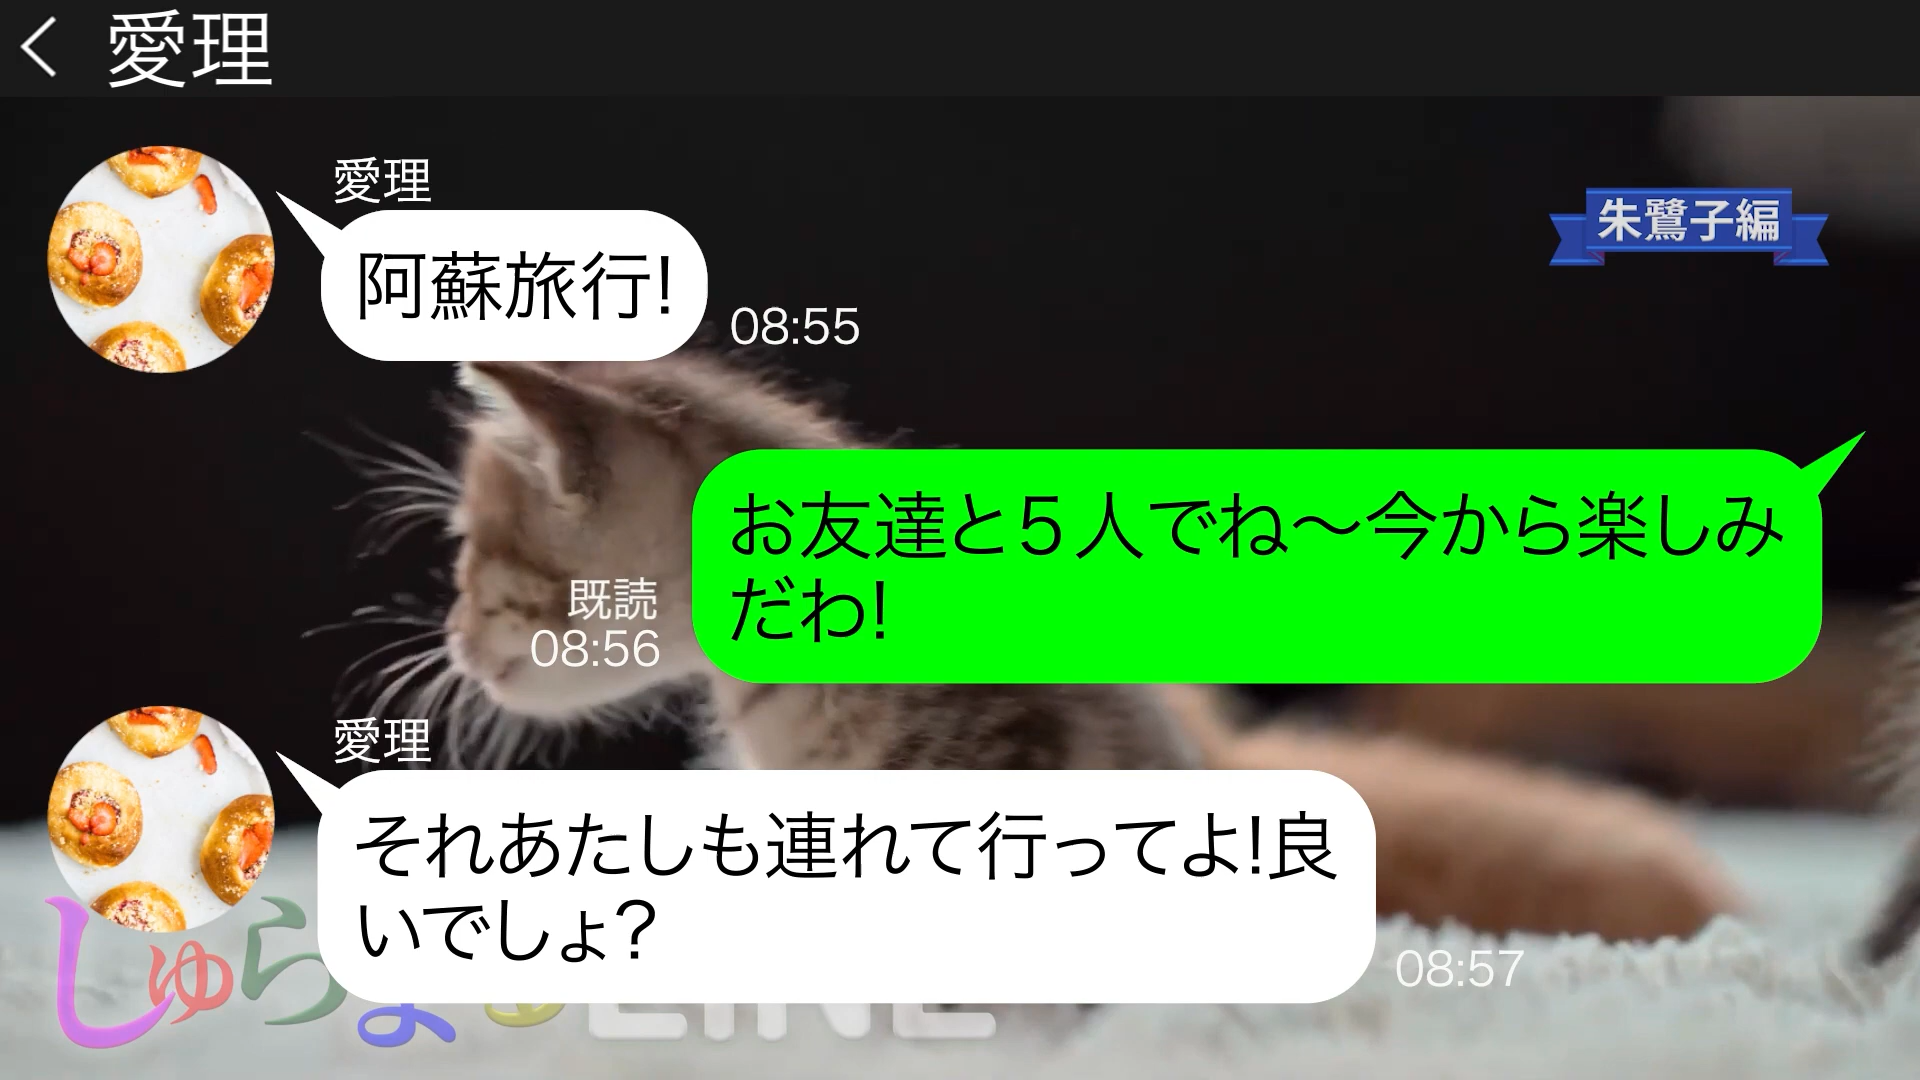 愛理
愛理
朱鷺子編
阿蘇旅行!
08:55
お友達と5人でね〜今から楽しみ
だわ!
既読
08:56
愛理
それあたしも連れて行ってよ!良
いでしょ?
08:57
しゅら
LINE